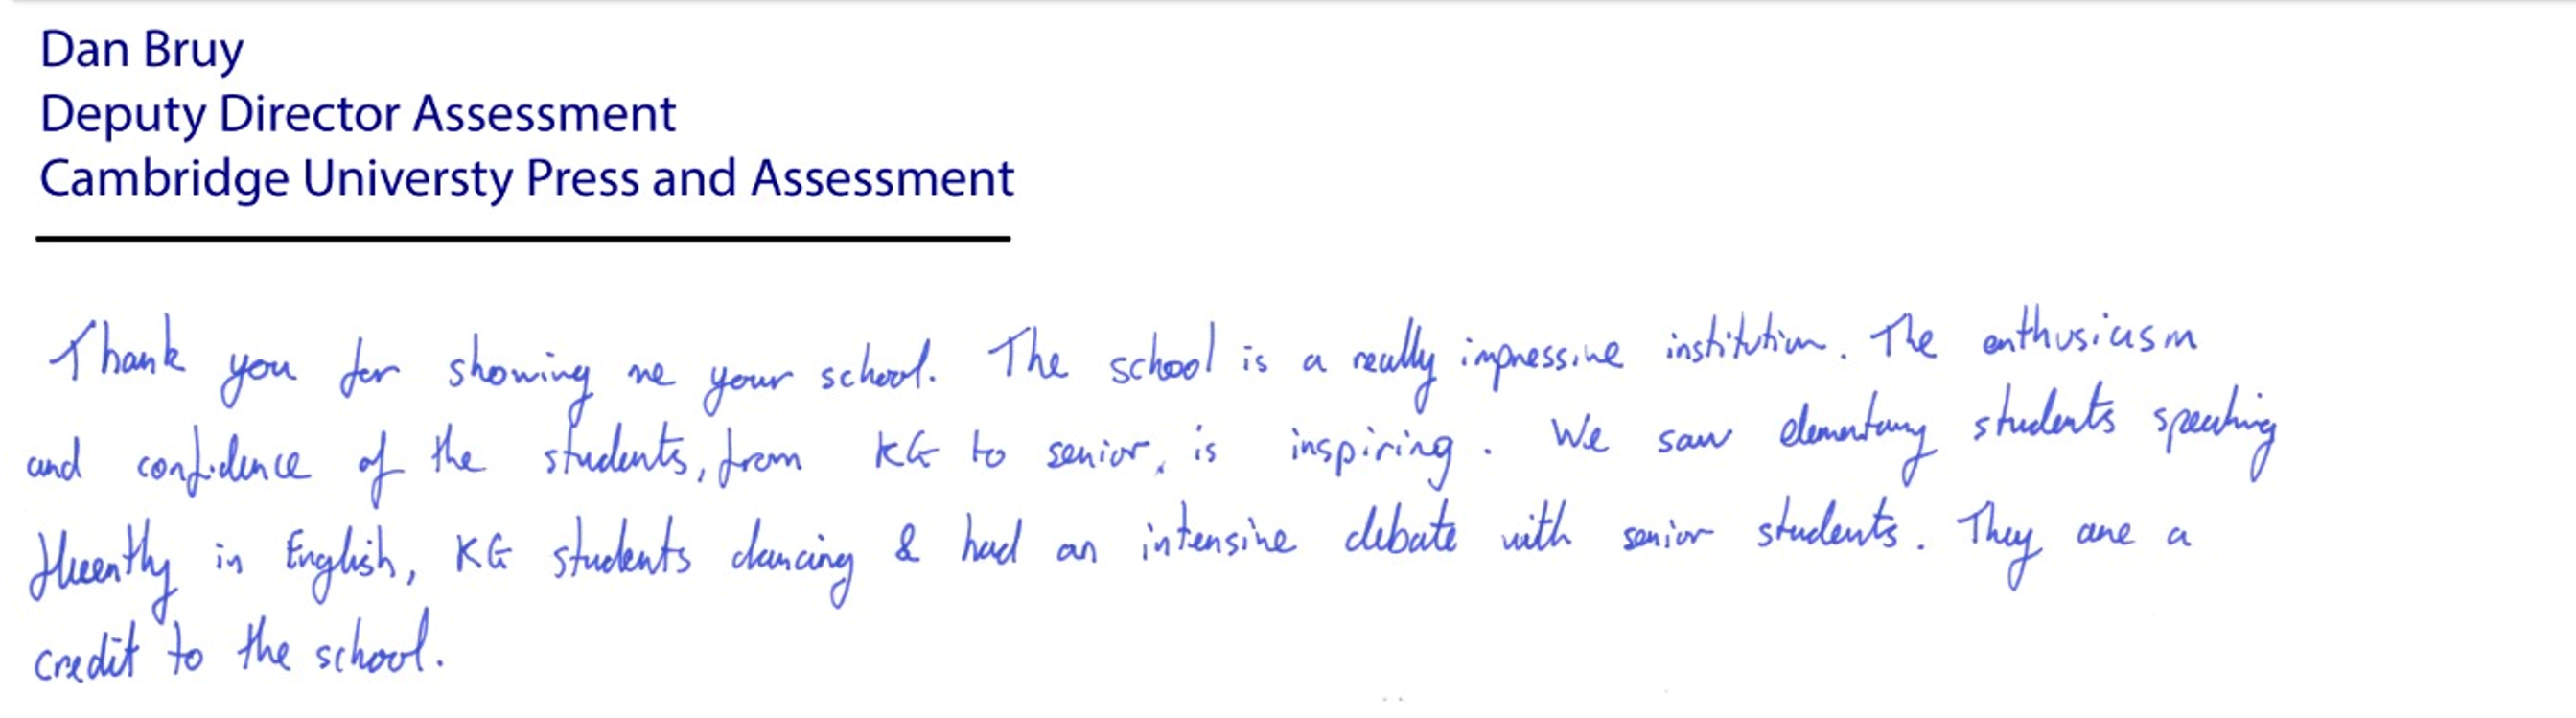 Dan Bruy
Deputy Director Assessment
Cambridge Universty Press and Assessment
Thank you for showing me your school. The school is a really impressive institution. The enthusiasm
and confidence of the students, from KG to senior, is inspiring. We saw elementary students speaking
fluently in English, KG students dancing & had an intensive debate with senior students. They are a
credit to the school.